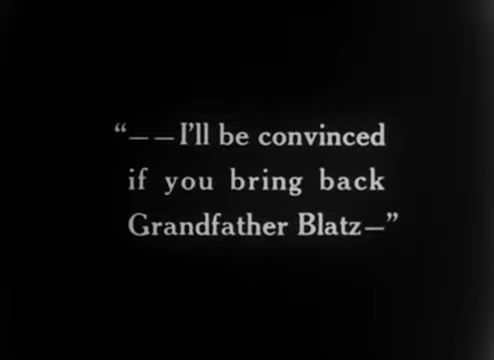 “——I’ll be convinced
if you bring back
Grandfather Blatz—”